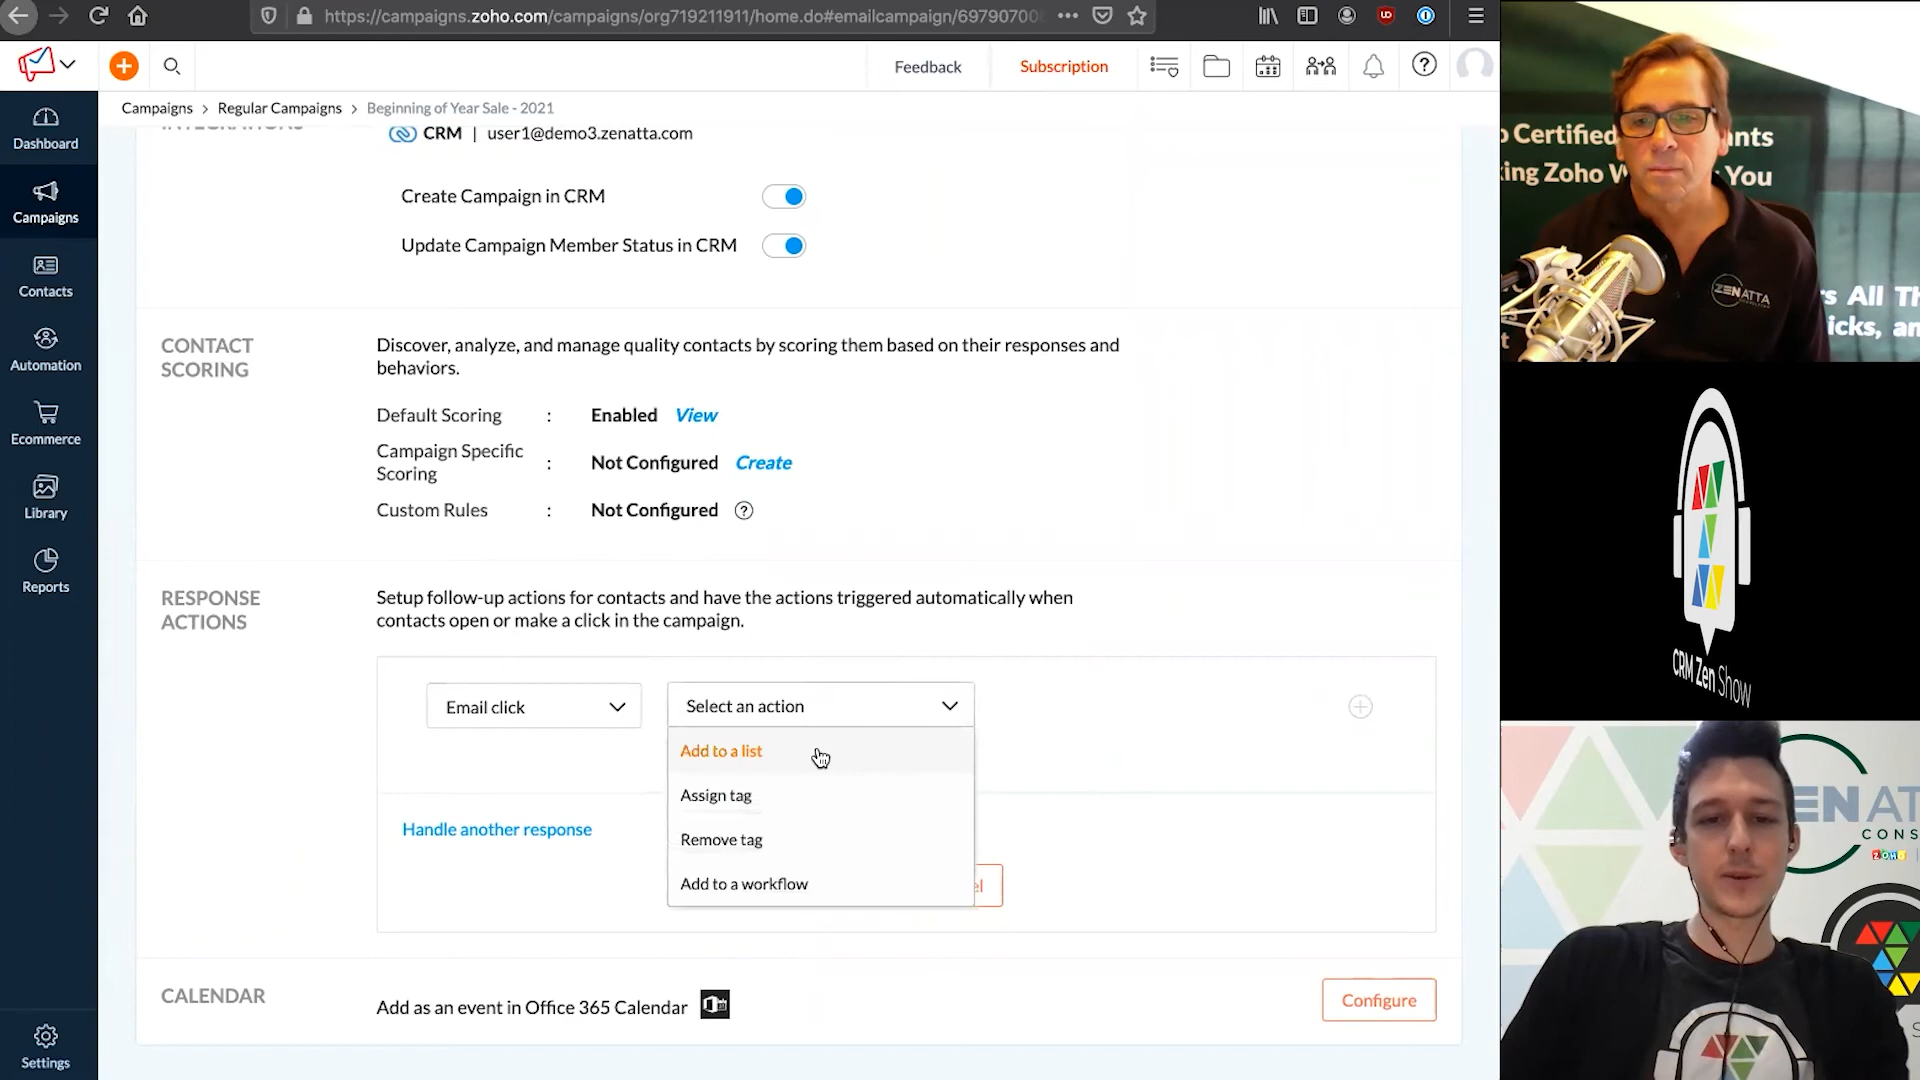 https://campaigns.zoho.com/campaigns/org719211911/home.do#emailcampaign/69790700
Feedback
Subscription
Campaigns > Regular Campaigns > Beginning of Year Sale - 2021
Dashboard
Campaigns
Contacts
Automation
Ecommerce
Library
Reports
Settings
INTEGRATIONS
CRM | user1@demo3.zenatta.com
Create Campaign in CRM
Update Campaign Member Status in CRM
CONTACT
SCORING
Discover, analyze, and manage quality contacts by scoring them based on their responses and
behaviors.
Default Scoring : Enabled View
Campaign Specific
Scoring : Not Configured Create
Custom Rules : Not Configured ?
RESPONSE
ACTIONS
Setup follow-up actions for contacts and have the actions triggered automatically when
contacts open or make a click in the campaign.
Email click
Select an action
Add to a list
Assign tag
Remove tag
Add to a workflow
Handle another response
CALENDAR
Add as an event in Office 365 Calendar
Configure
Certified
Zoho
You
ZENATTA
All
CRM Zen Show
ZENAT
CONS
ZOHO